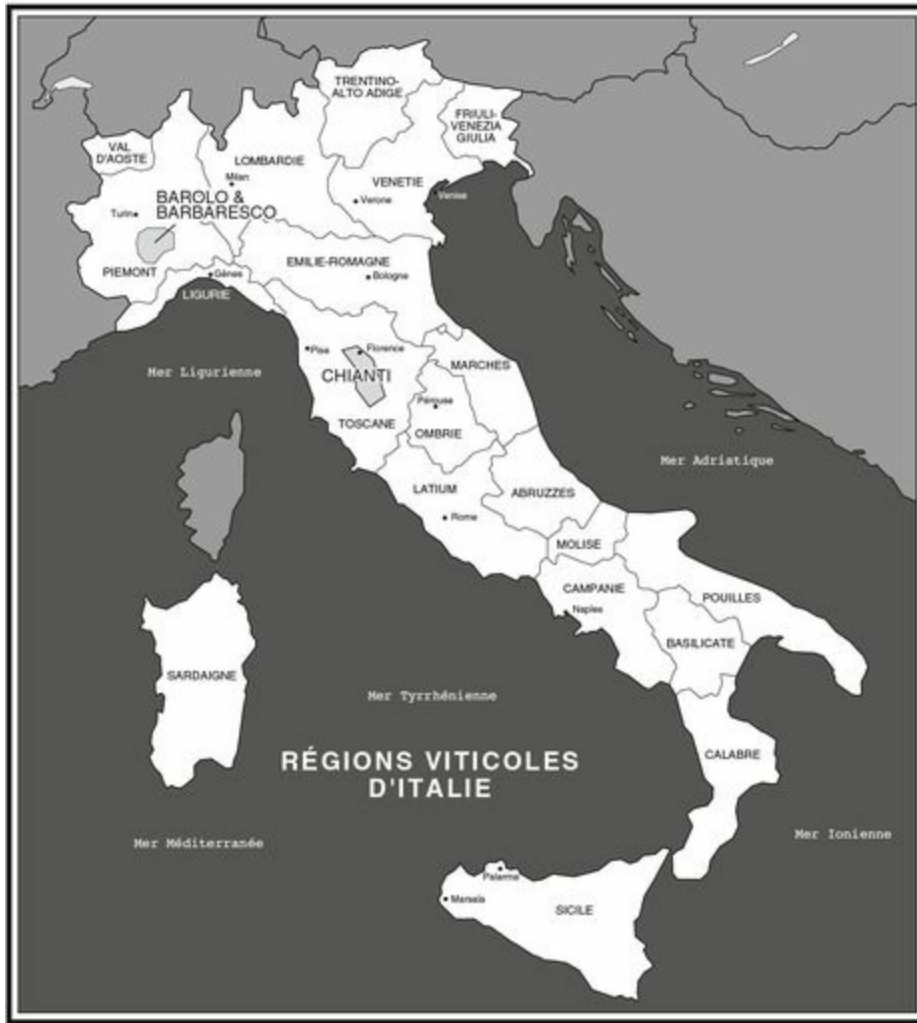 TRENTINO-
ALTO ADIGE
FRIULI-
VENEZIA
GIULIA
VAL
D'AOSTE
LOMBARDIE
Milan
VENETIE
Verone
Venise
BAROLO &
BARBARESCO
Turin
PIEMONT
Gênes
LIGURIE
EMILIE-ROMAGNE
Bologne
Mer Ligurienne
Pise
Florence
CHIANTI
TOSCANE
MARCHES
Pérouse
OMBRIE
Mer Adriatique
LATIUM
Rome
ABRUZZES
MOLISE
CAMPANIE
Naples
POUILLES
BASILICATE
SARDAIGNE
Mer Tyrrhénienne
RÉGIONS VITICOLES
D'ITALIE
CALABRE
Mer Méditerranée
Mer Ionienne
Palerme
Marsala
SICILE